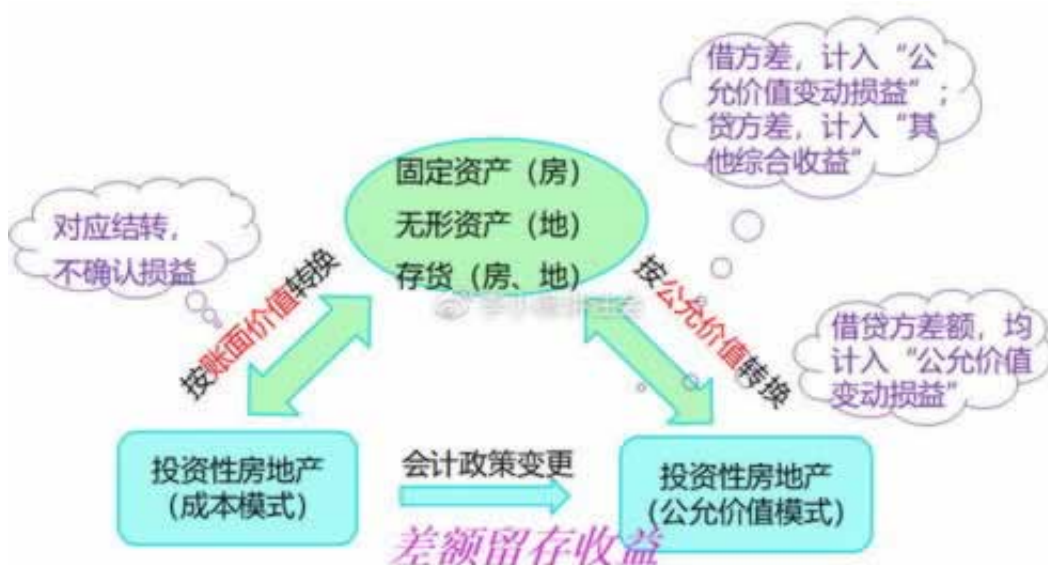 借方差，计入“公
允价值变动损益”；
贷方差，计入“其
他综合收益”
固定资产（房）
无形资产（地）
存货（房、地）
对应结转，
不确认损益
按账面价值转换
按公允价值转换
借贷方差额，均
计入“公允价值
变动损益”
投资性房地产
（成本模式）
会计政策变更
投资性房地产
（公允价值模式）
差额留存收益